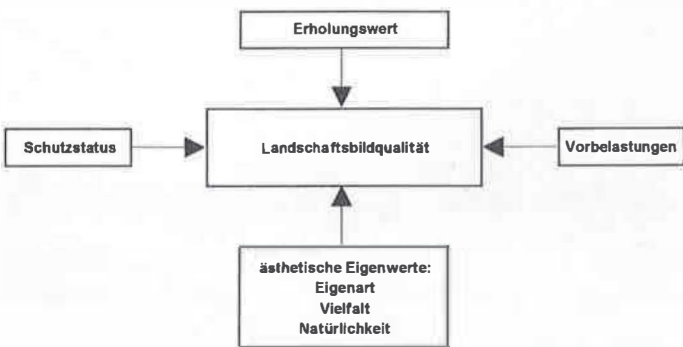 Erholungswert
Schutzstatus
Landschaftsbildqualität
Vorbelastungen
ästhetische Eigenwerte:
Eigenart
Vielfalt
Natürlichkeit